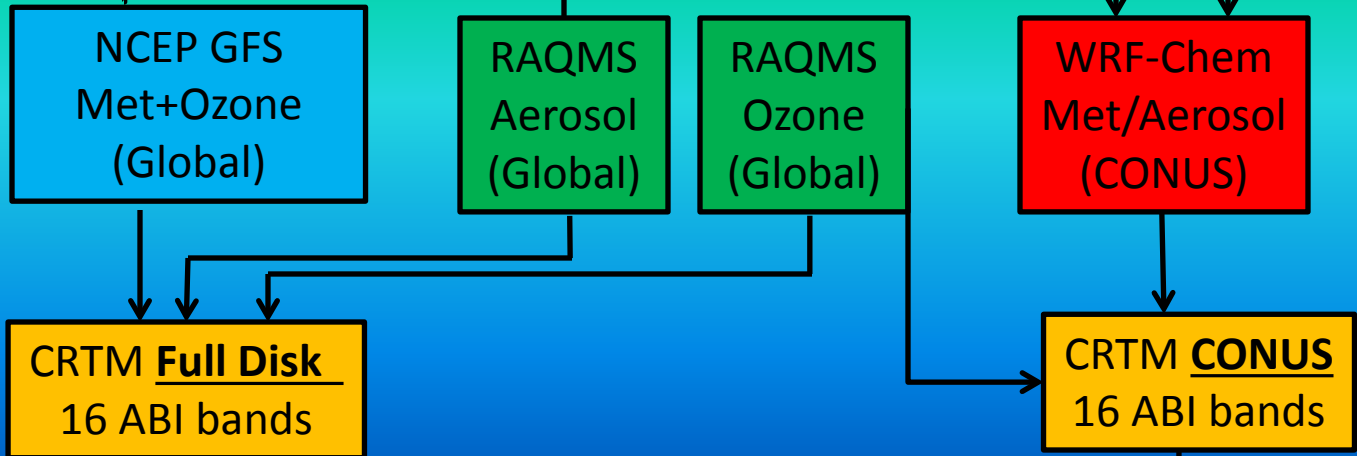 NCEP GFS
Met+Ozone
(Global)
RAQMS
Aerosol
(Global)
RAQMS
Ozone
(Global)
WRF-Chem
Met/Aerosol
(CONUS)
CRTM Full Disk
16 ABI bands
CRTM CONUS
16 ABI bands